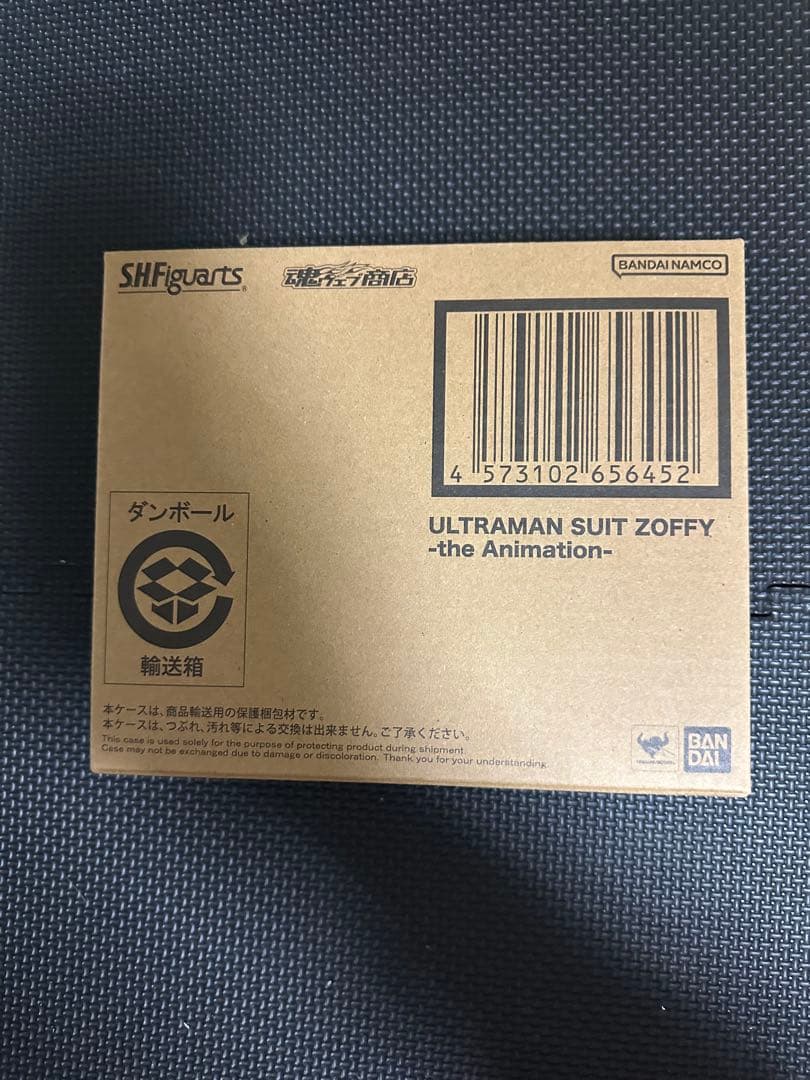 S.H.Figuarts
魂ウェブ商店
BANDAI NAMCO
4 573102 656452
ULTRAMAN SUIT ZOFFY
-the Animation-
ダンボール
輸送箱
本ケースは、商品輸送用の保護梱包材です。
本ケースは、つぶれ、汚れ等による交換は出来ません。ご了承ください。
This case is used solely for the purpose of protecting product during shipment.
Case may not be exchanged due to damage or discoloration. Thank you for your understanding.
BAN
DAI